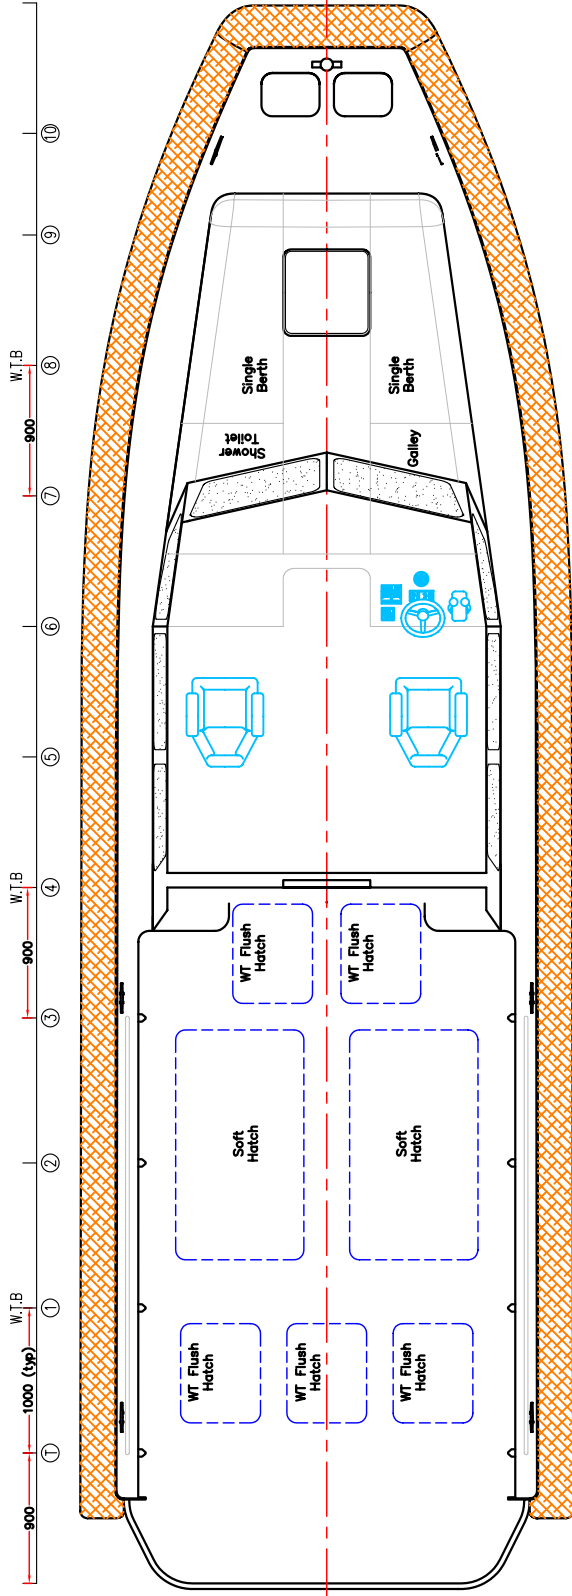 10
9
W.T.B
8
900
7
6
5
W.T.B
4
900
3
2
W.T.B
1
1000 (typ)
T
900
Single
Berth
Single
Berth
Shower
Toilet
Galley
WT Flush
Hatch
WT Flush
Hatch
Soft
Hatch
Soft
Hatch
WT Flush
Hatch
WT Flush
Hatch
WT Flush
Hatch